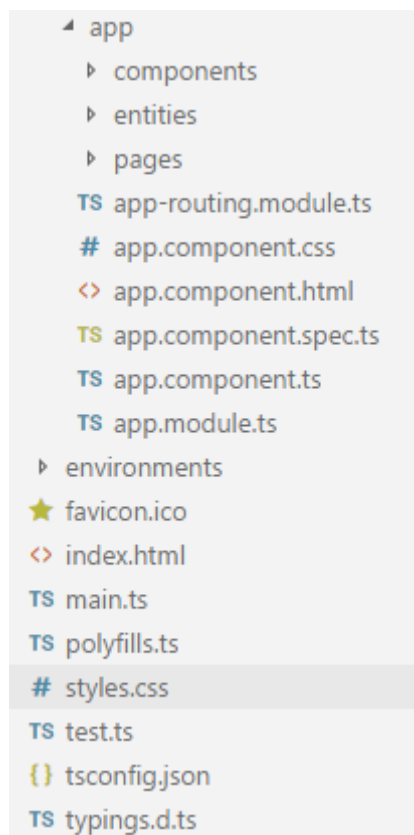 app
components
entities
pages
TS app-routing.module.ts
# app.component.css
<> app.component.html
TS app.component.spec.ts
TS app.component.ts
TS app.module.ts
environments
favicon.ico
<> index.html
TS main.ts
TS polyfills.ts
# styles.css
TS test.ts
{} tsconfig.json
TS typings.d.ts